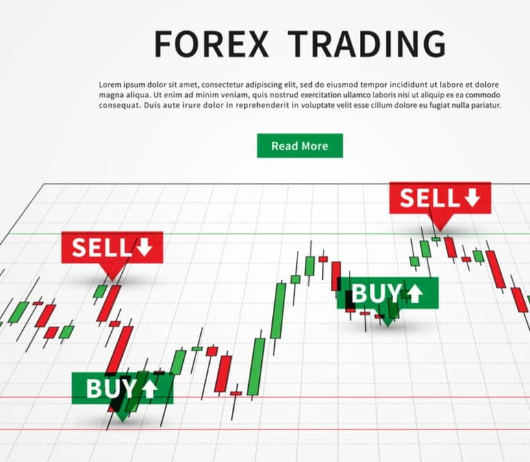 FOREX TRADING
Lorem ipsum dolor sit amet, consectetur adipiscing elit, sed do eiusmod tempor incididunt ut labore et dolore
magna aliqua. Ut enim ad minim veniam, quis nostrud exercitation ullamco laboris nisi ut aliquip ex ea commodo
consequat. Duis aute irure dolor in reprehenderit in voluptate velit esse cillum dolore eu fugiat nulla pariatur.
Read More
SELL
SELL
BUY
BUY